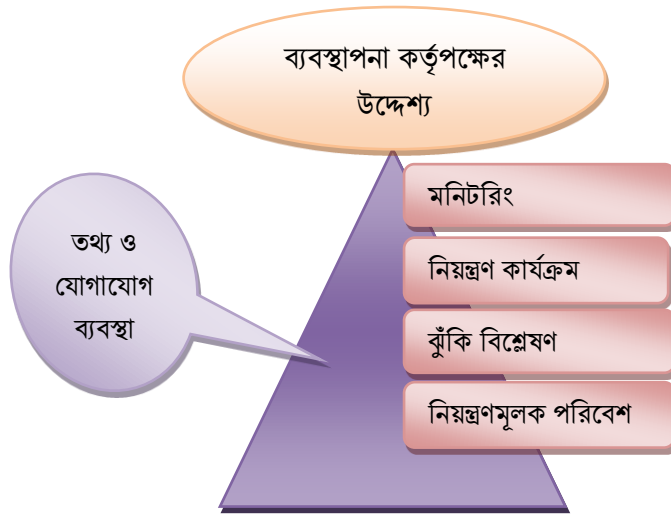 ব্যবস্থাপনা কর্তৃপক্ষের
উদ্দেশ্য
তথ্য ও
যোগাযোগ
ব্যবস্থা
মনিটরিং
নিয়ন্ত্রণ কার্যক্রম
ঝুঁকি বিশ্লেষণ
নিয়ন্ত্রণমূলক পরিবেশ